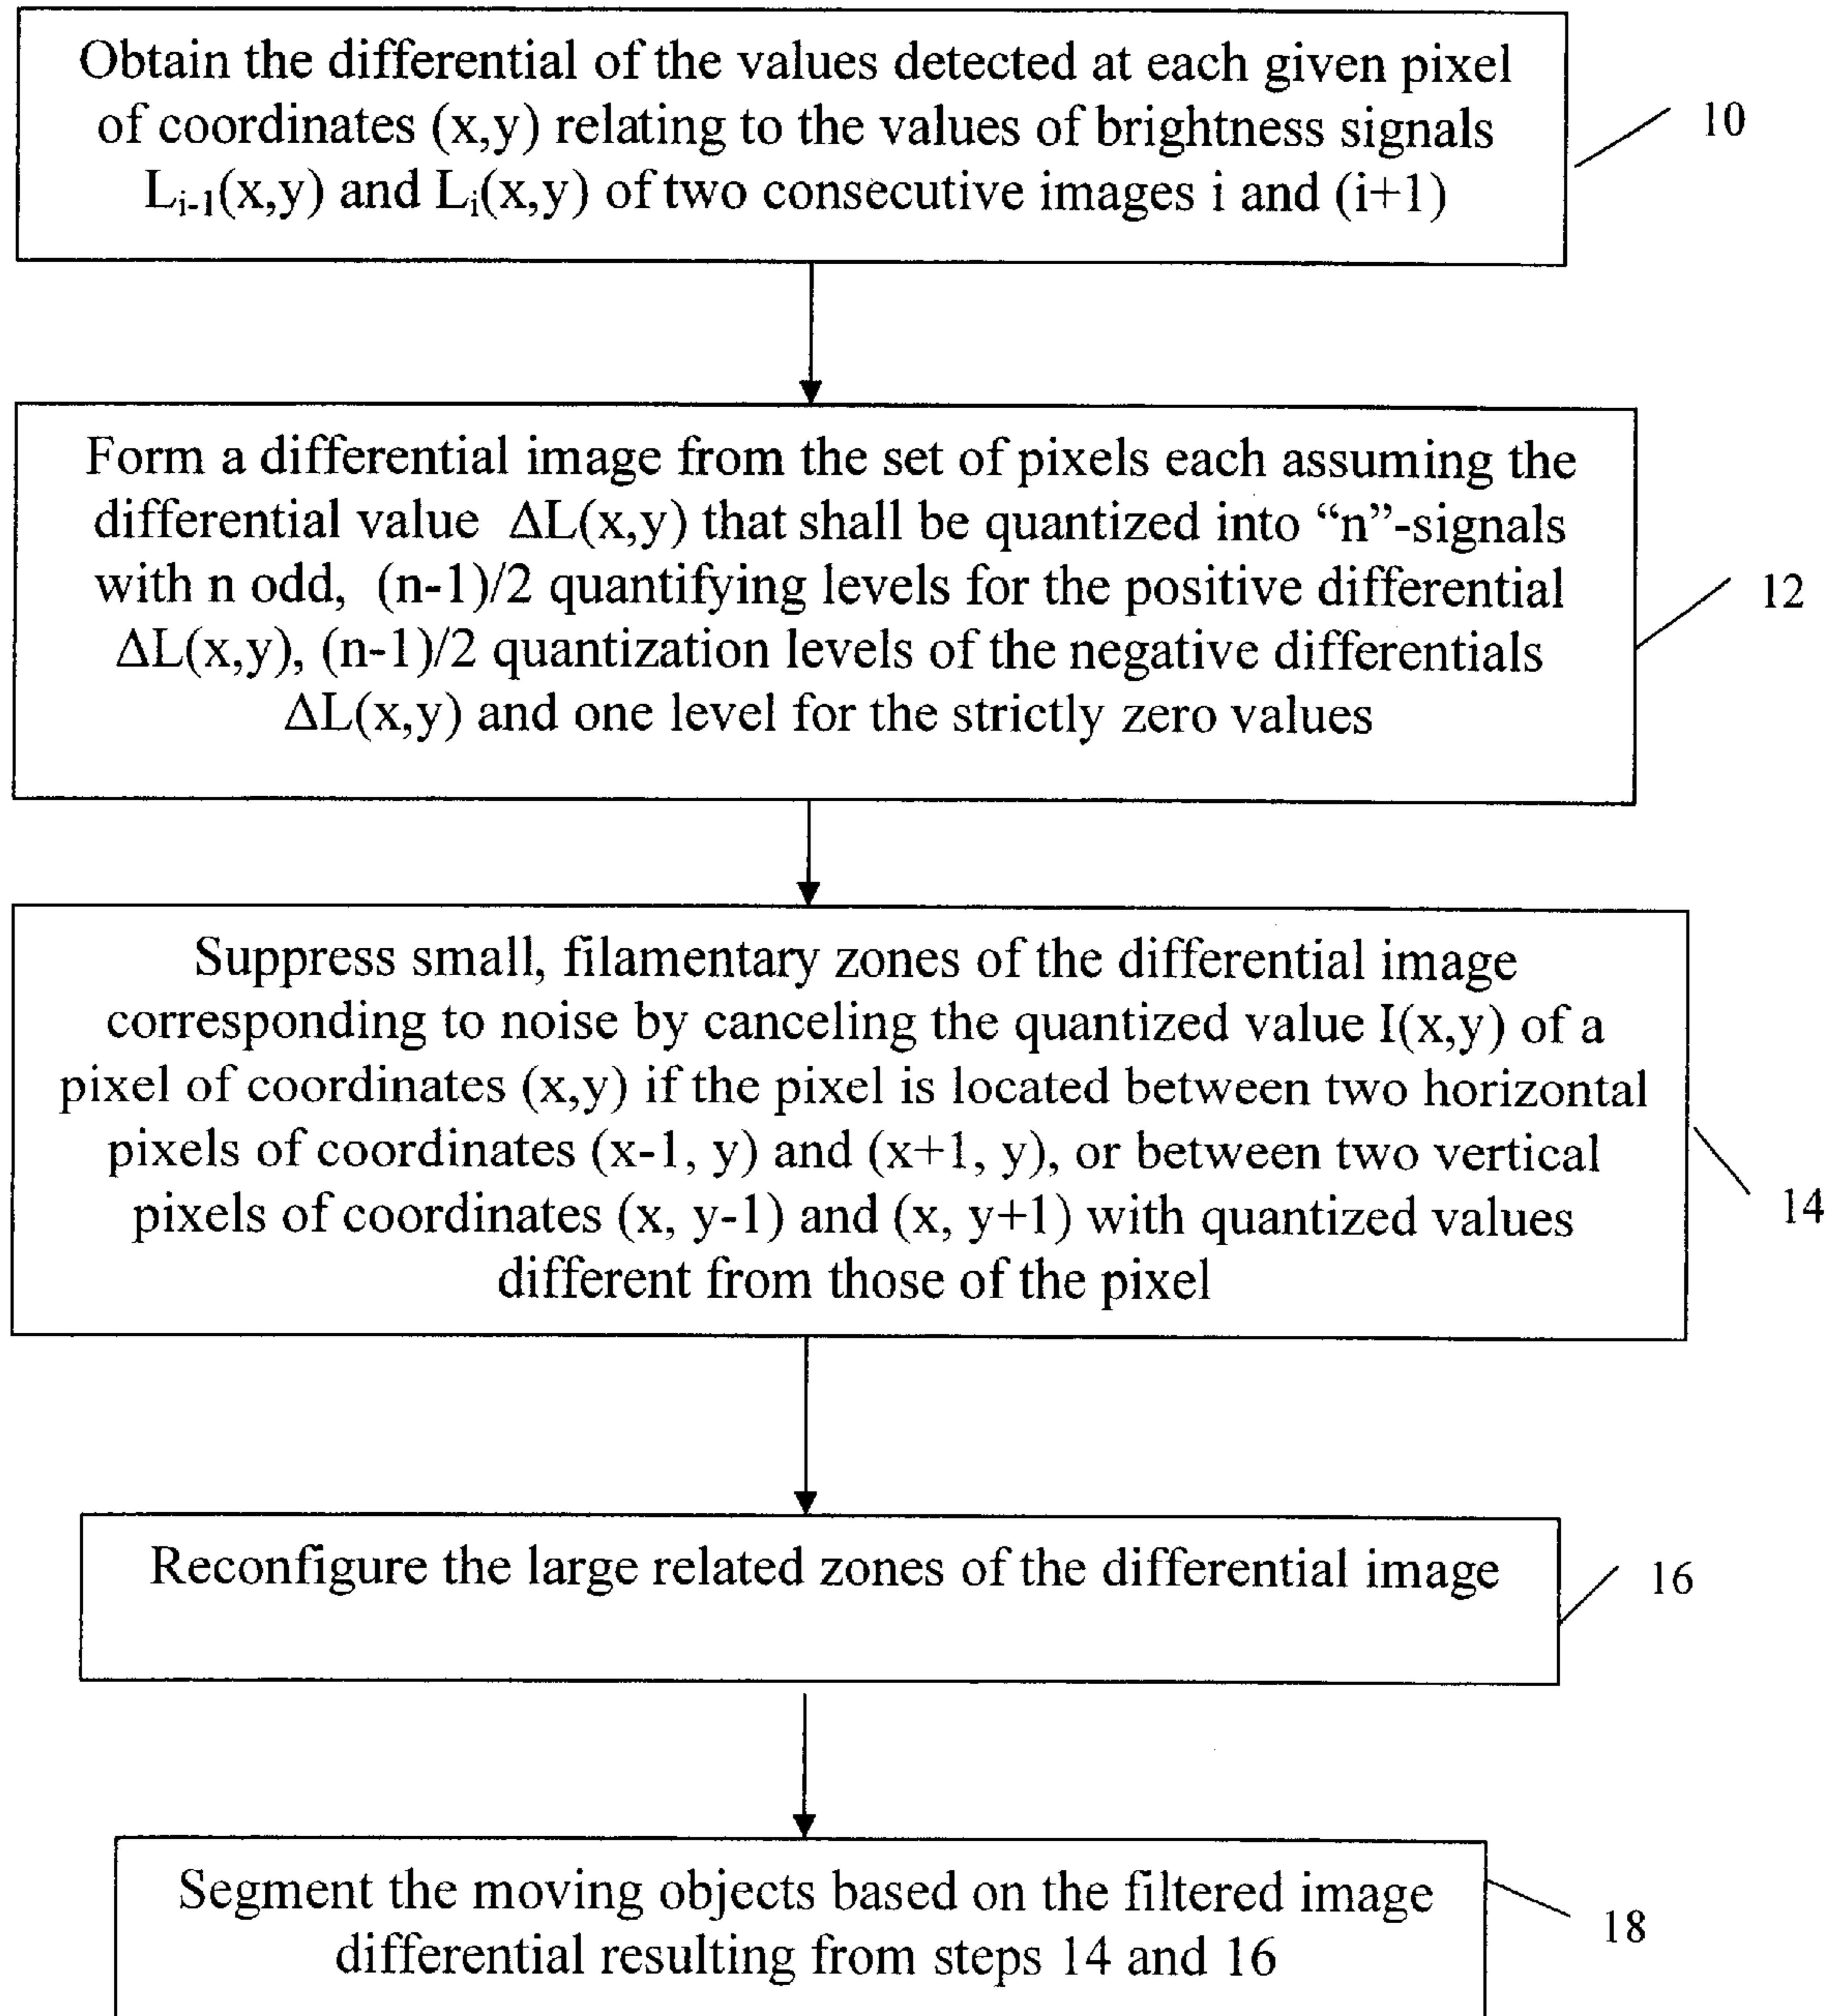 Obtain the differential of the values detected at each given pixel
of coordinates (x,y) relating to the values of brightness signals
Li-1(x,y) and Li(x,y) of two consecutive images i and (i+1)
10
Form a differential image from the set of pixels each assuming the
differential value ΔL(x,y) that shall be quantized into “n”-signals
with n odd, (n-1)/2 quantifying levels for the positive differential
ΔL(x,y), (n-1)/2 quantization levels of the negative differentials
ΔL(x,y) and one level for the strictly zero values
12
Suppress small, filamentary zones of the differential image
corresponding to noise by canceling the quantized value I(x,y) of a
pixel of coordinates (x,y) if the pixel is located between two horizontal
pixels of coordinates (x-1, y) and (x+1, y), or between two vertical
pixels of coordinates (x, y-1) and (x, y+1) with quantized values
different from those of the pixel
14
Reconfigure the large related zones of the differential image
16
Segment the moving objects based on the filtered image
differential resulting from steps 14 and 16
18